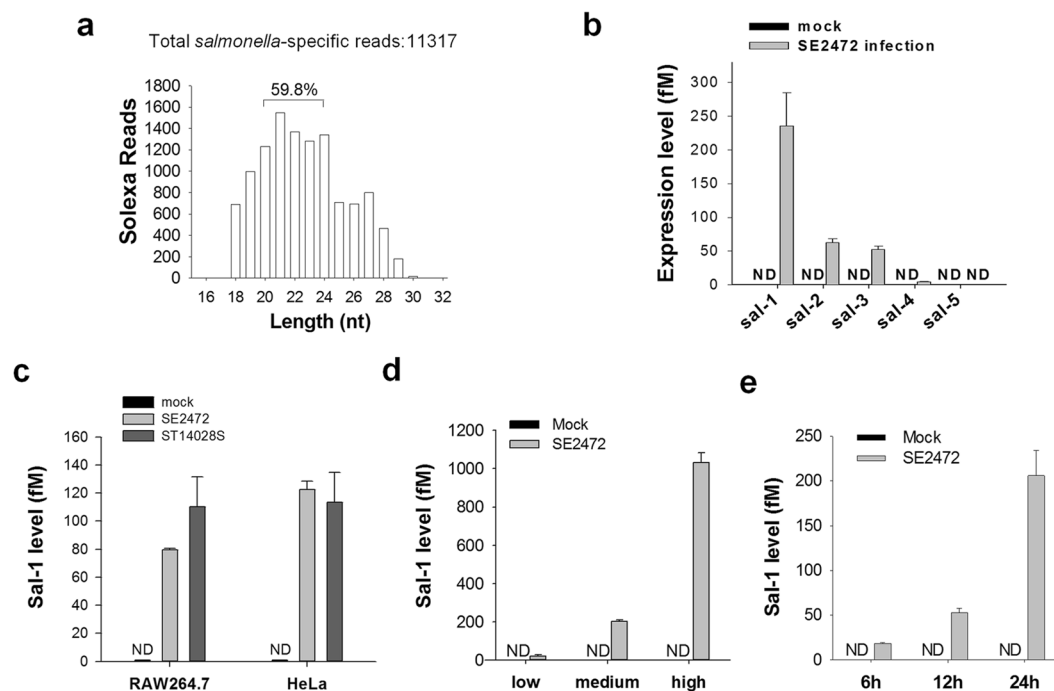 a
Total salmonella-specific reads:11317
59.8%
Solexa Reads
1800
1600
1400
1200
1000
800
600
400
200
0
16 18 20 22 24 26 28 30 32
Length (nt)
b
mock
SE2472 infection
Expression level (fM)
300
250
200
150
100
50
0
ND ND ND ND ND ND
sal-1 sal-2 sal-3 sal-4 sal-5
c
mock
SE2472
ST14028S
Sal-1 level (fM)
160
140
120
100
80
60
40
20
0
ND ND
RAW264.7 HeLa
d
Mock
SE2472
Sal-1 level (fM)
1200
1000
800
600
400
200
0
ND ND ND
low medium high
e
Mock
SE2472
Sal-1 level (fM)
250
200
150
100
50
0
ND ND ND
6h 12h 24h